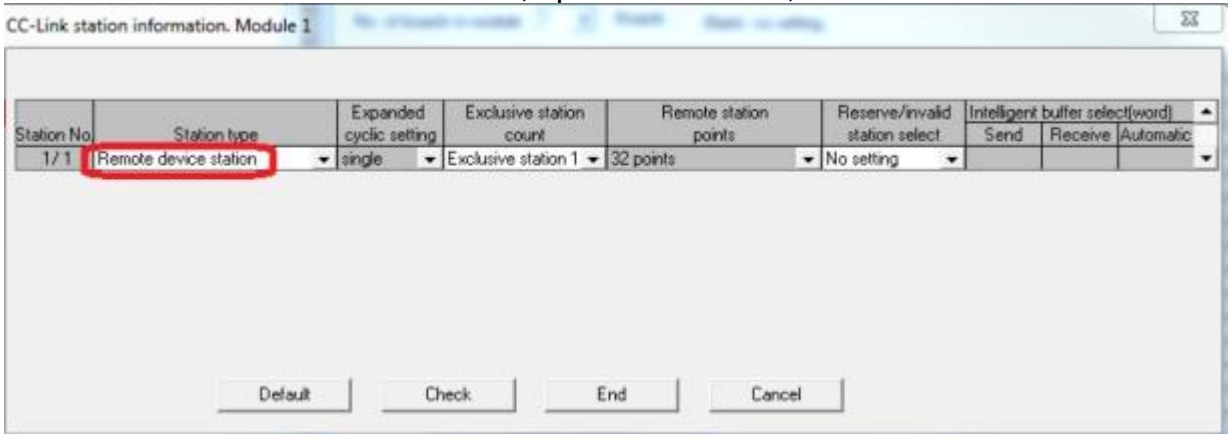 CC-Link station information. Module 1
Expanded Exclusive station Remote station Reserve/invalid Intelligent buffer select(word)
Station No Station type cyclic setting count points station select Send Receive Automatic
1/1 Remote device station single Exclusive station 1 32 points No setting
Default Check End Cancel